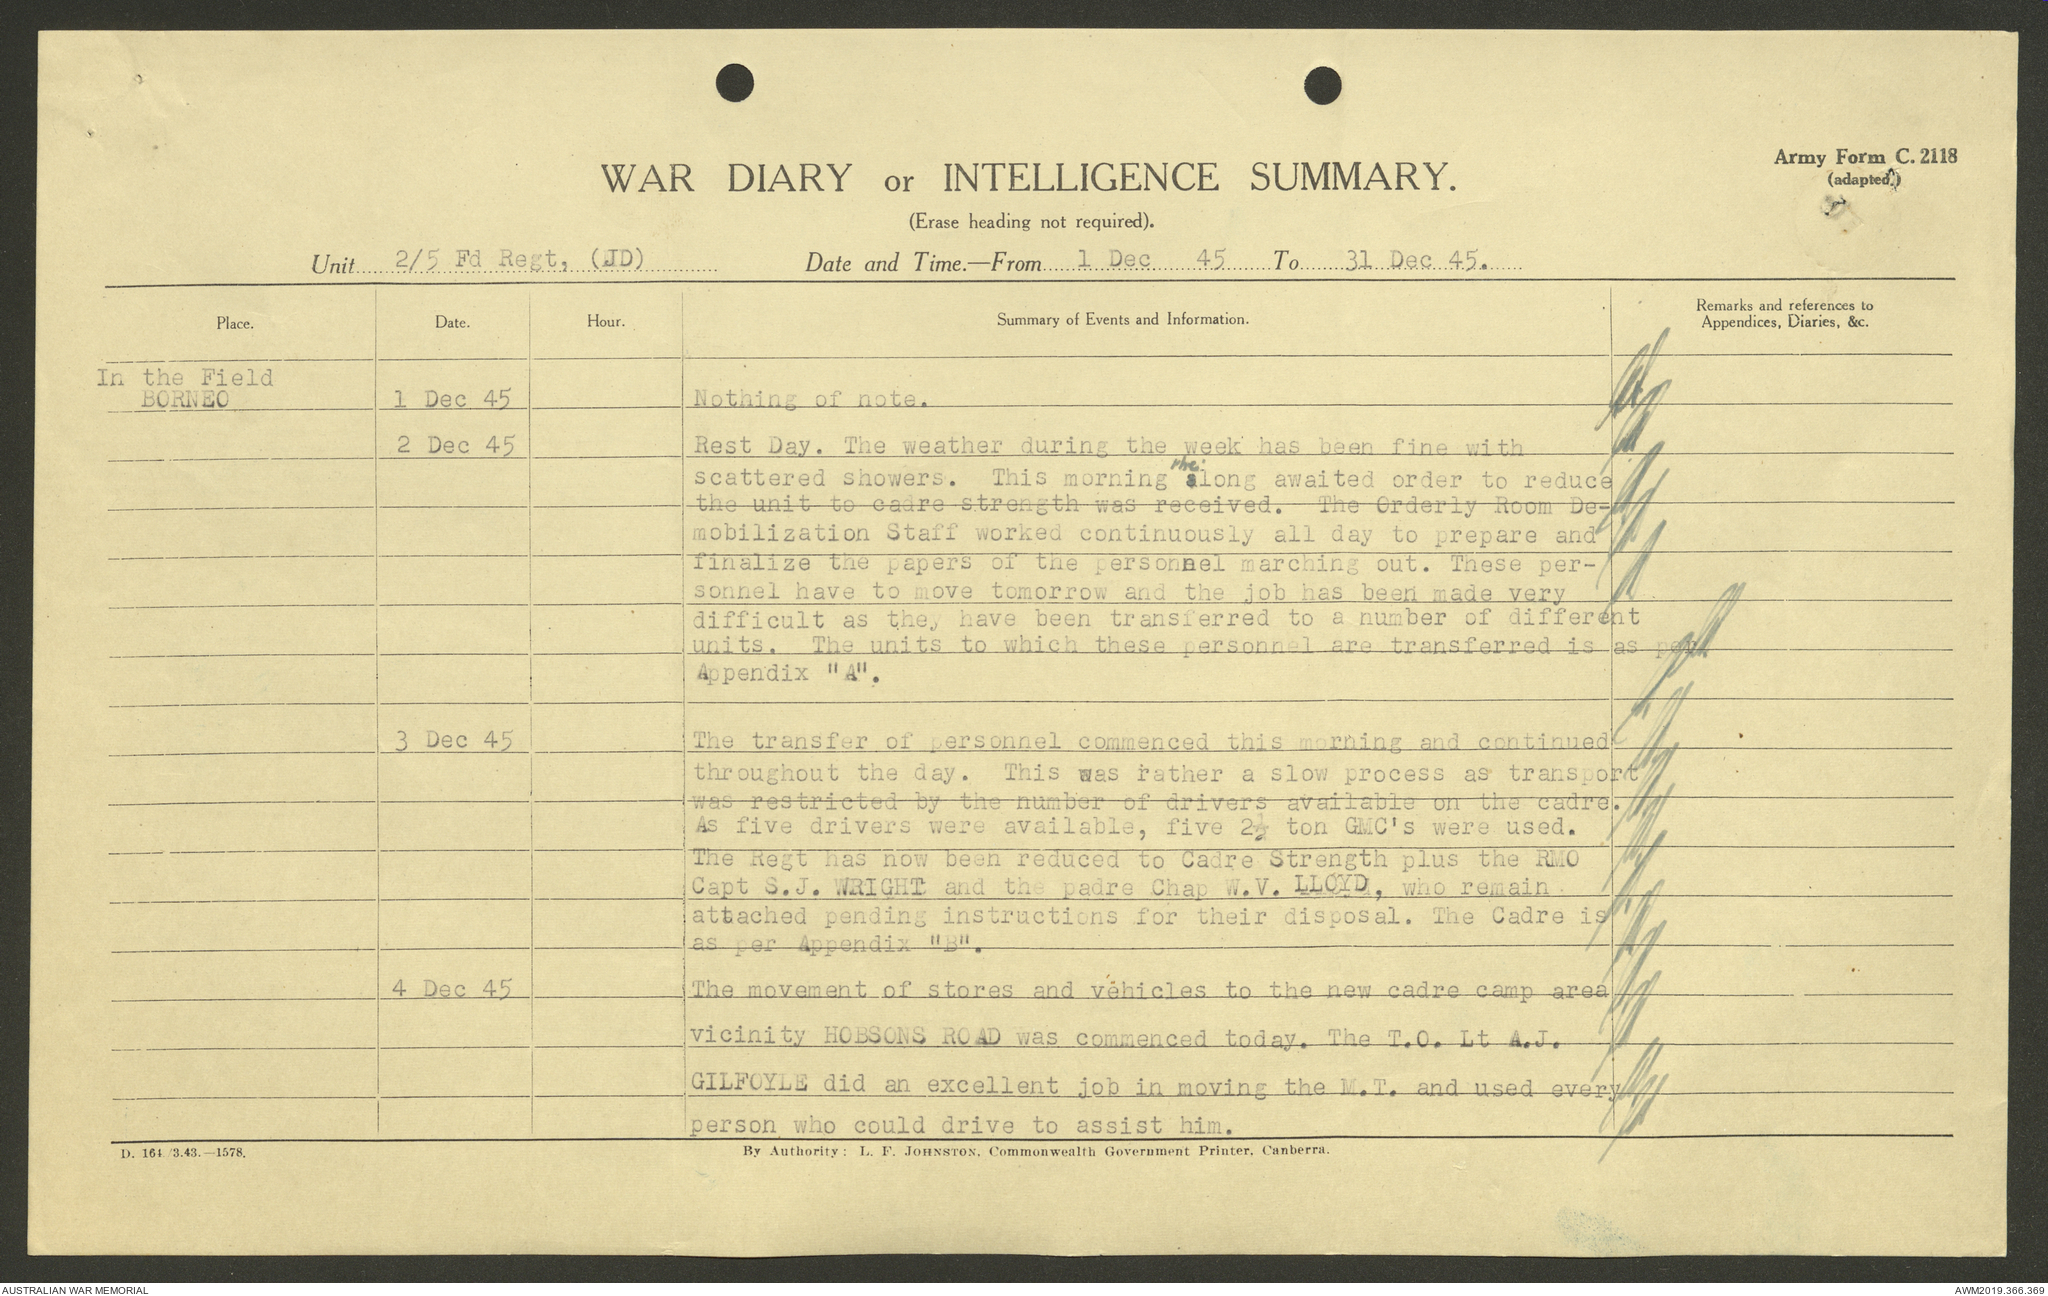 Army Form C. 2118
(adapted.)
WAR DIARY or INTELLIGENCE SUMMARY.
(Erase heading not required).
Unit 2/5 Fd Regt, (JD) Date and Time.—From 1 Dec 45 To 31 Dec 45.
Place. Date. Hour. Summary of Events and Information. Remarks and references to
Appendices, Diaries, &c.
In the Field
BORNEO 1 Dec 45 Nothing of note.
2 Dec 45 Rest Day. The weather during the week has been fine with
scattered showers. This morning the long awaited order to reduce
the unit to cadre strength was received. The Orderly Room De-
mobilization Staff worked continuously all day to prepare and
finalize the papers of the personnel marching out. These per-
sonnel have to move tomorrow and the job has been made very
difficult as they have been transferred to a number of different
units. The units to which these personnel are transferred is as per
Appendix "A".
3 Dec 45 The transfer of personnel commenced this morning and continued
throughout the day. This was rather a slow process as transport
was restricted by the number of drivers available on the cadre.
As five drivers were available, five 2½ ton GMC's were used.
The Regt has now been reduced to Cadre Strength plus the RMO
Capt S.J. WRIGHT and the padre Chap W.V. LLOYD, who remain
attached pending instructions for their disposal. The Cadre is
as per Appendix "B".
4 Dec 45 The movement of stores and vehicles to the new cadre camp area
vicinity HOBSONS ROAD was commenced today. The T.O. Lt A.J.
GILFOYLE did an excellent job in moving the M.T. and used every
person who could drive to assist him.
D. 164./3.43.—1578. By Authority: L. F. JOHNSTON, Commonwealth Government Printer, Canberra.
AUSTRALIAN WAR MEMORIAL AWM2019.366.369